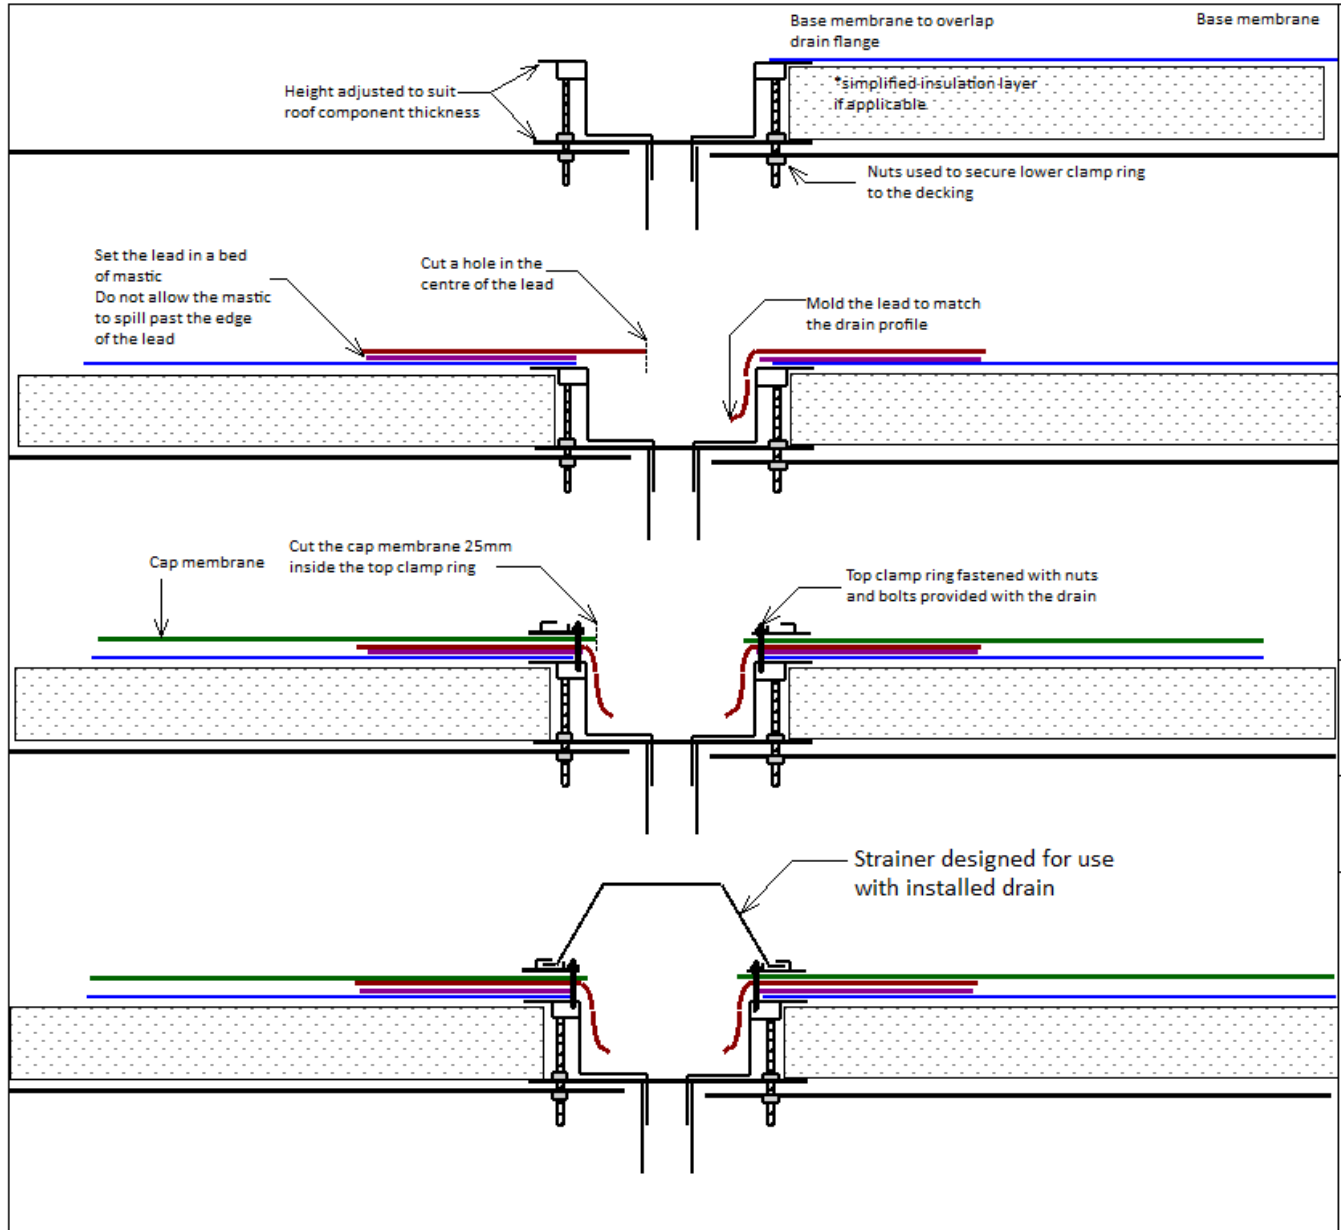 Base membrane to overlap
drain flange
Base membrane
*simplified insulation layer
if applicable
Height adjusted to suit
roof component thickness
Nuts used to secure lower clamp ring
to the decking
Set the lead in a bed
of mastic
Do not allow the mastic
to spill past the edge
of the lead
Cut a hole in the
centre of the lead
Mold the lead to match
the drain profile
Cap membrane
Cut the cap membrane 25mm
inside the top clamp ring
Top clamp ring fastened with nuts
and bolts provided with the drain
Strainer designed for use
with installed drain